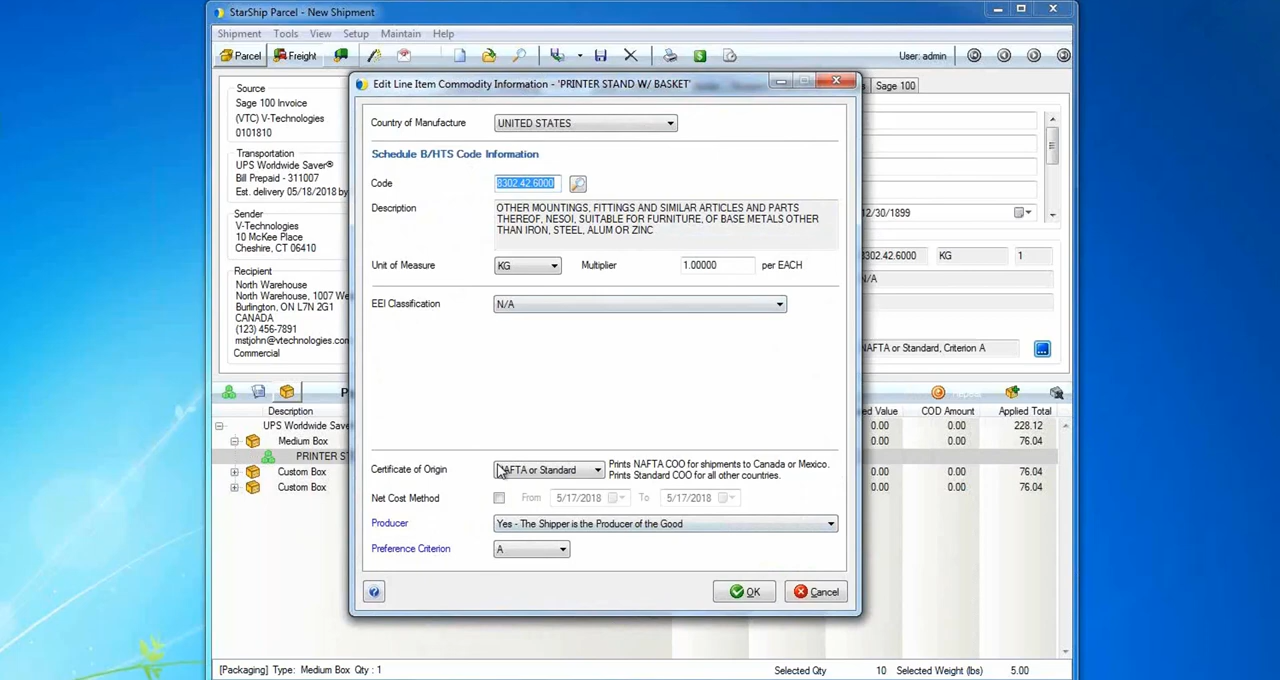 StarShip Parcel - New Shipment
Shipment Tools View Setup Maintain Help
Parcel Freight User: admin
Edit Line Item Commodity Information - 'PRINTER STAND W/ BASKET'
Sage 100
Source
Sage 100 Invoice
(VTC) V-Technologies
0101810
Transportation
UPS Worldwide Saver®
Bill Prepaid - 311007
Est. delivery 05/18/2018 by
Sender
V-Technologies
10 McKee Place
Cheshire, CT 06410
Recipient
North Warehouse
North Warehouse, 1007 We
Burlington, ON L7N 2G1
CANADA
(123) 456-7891
mstjohn@vtechnologies.com
Commercial
Country of Manufacture UNITED STATES
Schedule B/HTS Code Information
Code 8302.42.6000
Description OTHER MOUNTINGS, FITTINGS AND SIMILAR ARTICLES AND PARTS
THEREOF, NESOI, SUITABLE FOR FURNITURE, OF BASE METALS OTHER
THAN IRON, STEEL, ALUM OR ZINC
Unit of Measure KG Multiplier 1.00000 per EACH
EEI Classification N/A
Certificate of Origin NAFTA or Standard Prints NAFTA COO for shipments to Canada or Mexico.
Prints Standard COO for all other countries.
Net Cost Method From 5/17/2018 To 5/17/2018
Producer Yes - The Shipper is the Producer of the Good
Preference Criterion A
OK Cancel
12/30/1899
8302.42.6000 KG 1
N/A
NAFTA or Standard, Criterion A
Description ed Value COD Amount Applied Total
UPS Worldwide Save 0.00 0.00 228.12
Medium Box 0.00 0.00 76.04
PRINTER ST
Custom Box 0.00 0.00 76.04
Custom Box 0.00 0.00 76.04
[Packaging] Type: Medium Box Qty : 1 Selected Qty 10 Selected Weight (lbs) 5.00